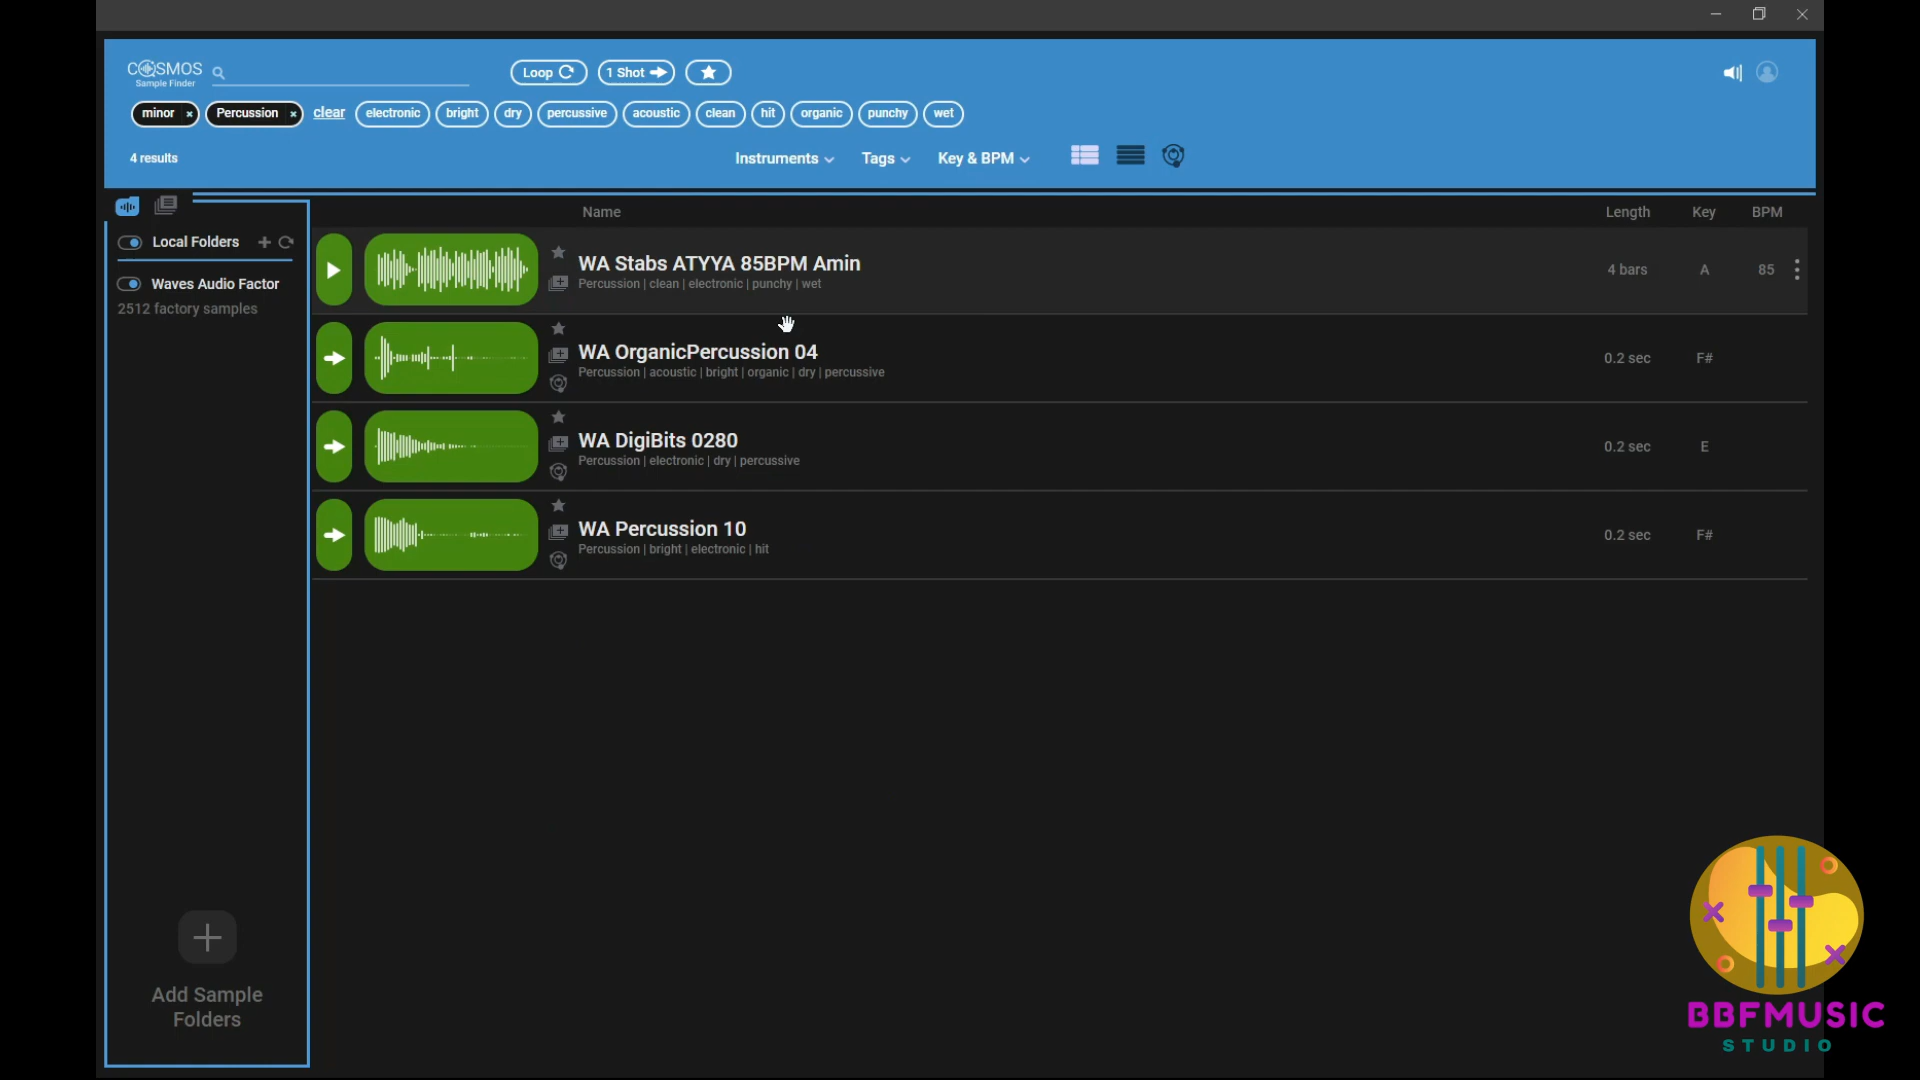 COSMOS
Sample Finder
Loop
1 Shot
minor ×
Percussion ×
clear
electronic
bright
dry
percussive
acoustic
clean
hit
organic
punchy
wet
4 results
Instruments
Tags
Key & BPM
Name
Length
Key
BPM
Local Folders
Waves Audio Factor
2512 factory samples
WA Stabs ATYYA 85BPM Amin
Percussion | clean | electronic | punchy | wet
4 bars
A
85
WA OrganicPercussion 04
Percussion | acoustic | bright | organic | dry | percussive
0.2 sec
F#
WA DigiBits 0280
Percussion | electronic | dry | percussive
0.2 sec
E
WA Percussion 10
Percussion | bright | electronic | hit
0.2 sec
F#
Add Sample
Folders
BBFMUSIC
STUDIO